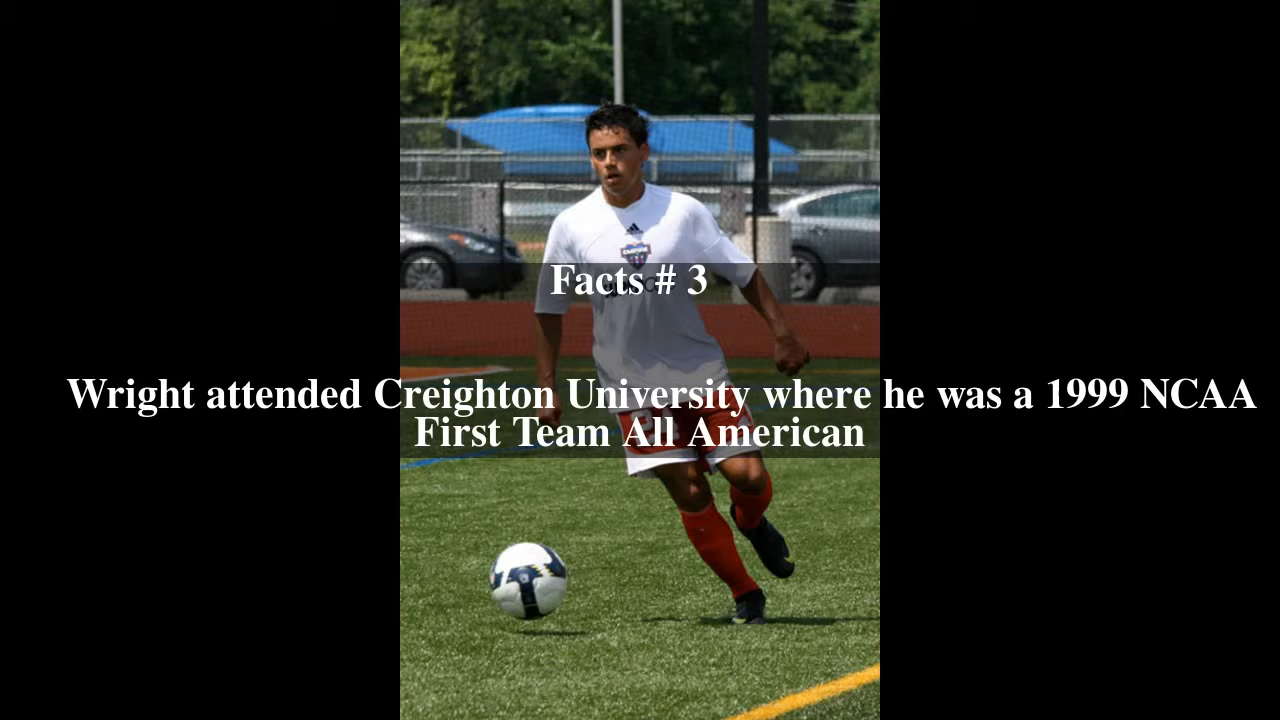 Facts # 3
Wright attended Creighton University where he was a 1999 NCAA
First Team All American